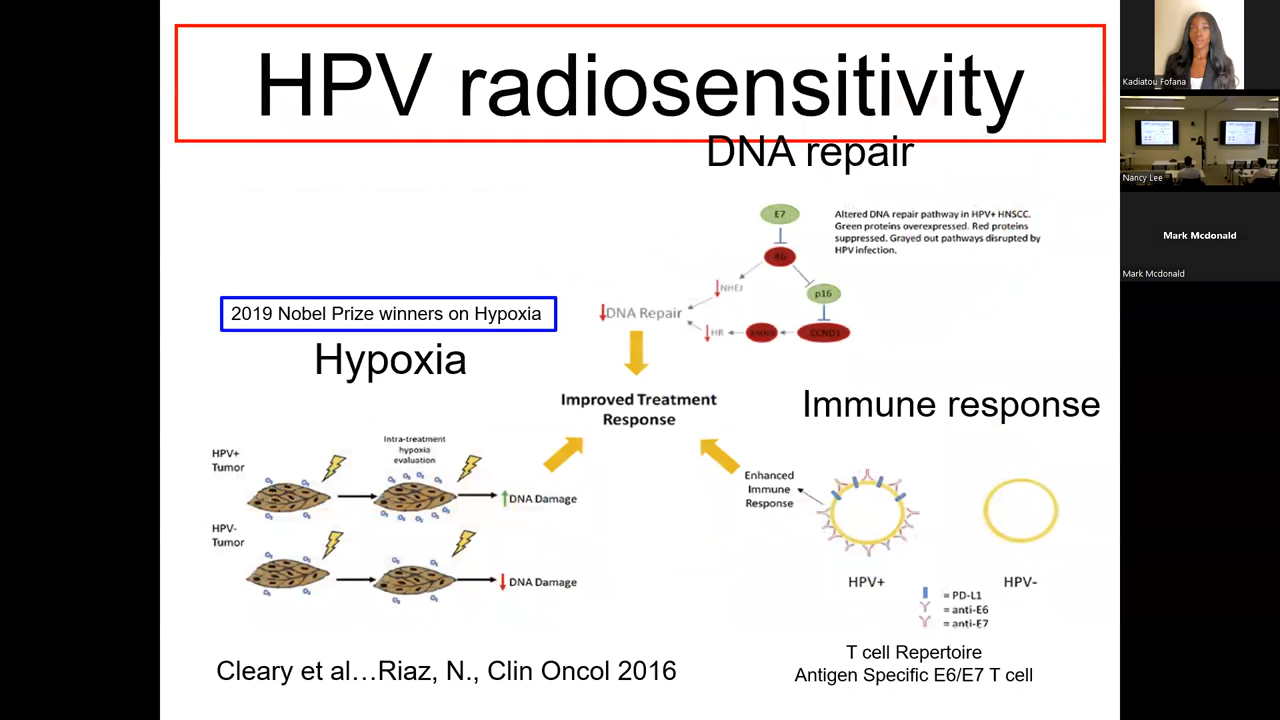 HPV radiosensitivity
DNA repair
E7
Altered DNA repair pathway in HPV+ HNSCC.
Green proteins overexpressed. Red proteins
suppressed. Grayed out pathways disrupted by
HPV infection.
NHEJ
p16
DNA Repair
HR
CCND1
2019 Nobel Prize winners on Hypoxia
Hypoxia
Improved Treatment
Response
Immune response
Intra-treatment
hypoxia
evaluation
HPV+
Tumor
DNA Damage
HPV-
Tumor
DNA Damage
Enhanced
Immune
Response
HPV+
HPV-
= PD-L1
= anti-E6
= anti-E7
T cell Repertoire
Antigen Specific E6/E7 T cell
Cleary et al…Riaz, N., Clin Oncol 2016
Kadiatou Fofana
Nancy Lee
Mark Mcdonald
Mark Mcdonald